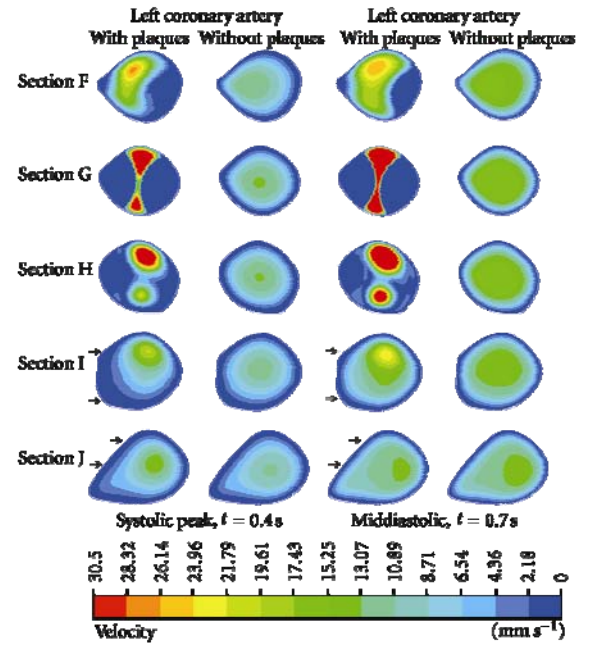 Left coronary artery Left coronary artery
With plaques Without plaques With plaques Without plaques
Section F
Section G
Section H
Section I
Section J
Systolic peak, t = 0.4 s Middiastolic, t = 0.7 s
30.5 28.32 26.14 23.96 21.79 19.61 17.43 15.25 13.07 10.89 8.71 6.54 4.36 2.18 0
Velocity (mm s−1)